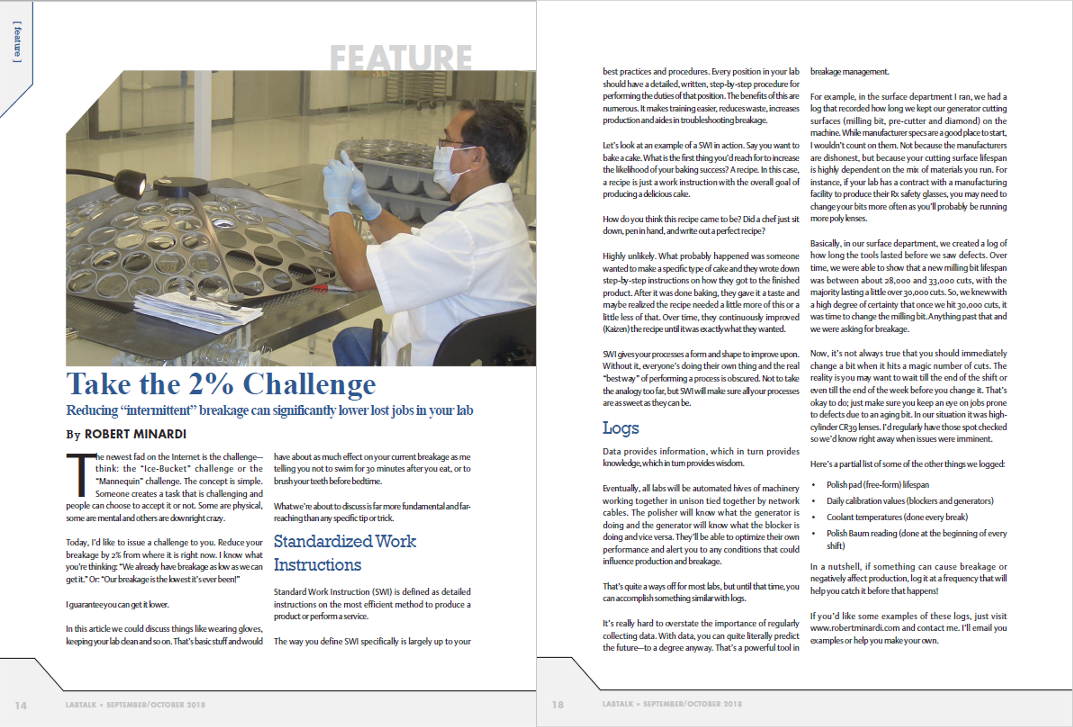 [ feature ]
FEATURE
Take the 2% Challenge
Reducing “intermittent” breakage can significantly lower lost jobs in your lab
By ROBERT MINARDI
The newest fad on the Internet is the challenge—
think: the “Ice-Bucket” challenge or the
“Mannequin” challenge. The concept is simple.
Someone creates a task that is challenging and
people can choose to accept it or not. Some are physical,
some are mental and others are downright crazy.
Today, I’d like to issue a challenge to you. Reduce your
breakage by 2% from where it is right now. I know what
you’re thinking: “We already have breakage as low as we can
get it.” Or: “Our breakage is the lowest it’s ever been!”
I guarantee you can get it lower.
In this article we could discuss things like wearing gloves,
keeping your lab clean and so on. That’s basic stuff and would
have about as much effect on your current breakage as me
telling you not to swim for 30 minutes after you eat, or to
brush your teeth before bedtime.
What we’re about to discuss is far more fundamental and far-
reaching than any specific tip or trick.
Standardized Work
Instructions
Standard Work Instruction (SWI) is defined as detailed
instructions on the most efficient method to produce a
product or perform a service.
The way you define SWI specifically is largely up to your
14
LABTALK • SEPTEMBER/OCTOBER 2018
best practices and procedures. Every position in your lab
should have a detailed, written, step-by-step procedure for
performing the duties of that position. The benefits of this are
numerous. It makes training easier, reduces waste, increases
production and aides in troubleshooting breakage.
Let’s look at an example of a SWI in action. Say you want to
bake a cake. What is the first thing you’d reach for to increase
the likelihood of your baking success? A recipe. In this case,
a recipe is just a work instruction with the overall goal of
producing a delicious cake.
How do you think this recipe came to be? Did a chef just sit
down, pen in hand, and write out a perfect recipe?
Highly unlikely. What probably happened was someone
wanted to make a specific type of cake and they wrote down
step-by-step instructions on how they got to the finished
product. After it was done baking, they gave it a taste and
maybe realized the recipe needed a little more of this or a
little less of that. Over time, they continuously improved
(Kaizen) the recipe until it was exactly what they wanted.
SWI gives your processes a form and shape to improve upon.
Without it, everyone’s doing their own thing and the real
“best way” of performing a process is obscured. Not to take
the analogy too far, but SWI will make sure all your processes
are as sweet as they can be.
Logs
Data provides information, which in turn provides
knowledge, which in turn provides wisdom.
Eventually, all labs will be automated hives of machinery
working together in unison tied together by network
cables. The polisher will know what the generator is
doing and the generator will know what the blocker is
doing and vice versa. They’ll be able to optimize their own
performance and alert you to any conditions that could
influence production and breakage.
That’s quite a ways off for most labs, but until that time, you
can accomplish something similar with logs.
It’s really hard to overstate the importance of regularly
collecting data. With data, you can quite literally predict
the future—to a degree anyway. That’s a powerful tool in
breakage management.
For example, in the surface department I ran, we had a
log that recorded how long we kept our generator cutting
surfaces (milling bit, pre-cutter and diamond) on the
machine. While manufacturer specs are a good place to start,
I wouldn’t count on them. Not because the manufacturers
are dishonest, but because your cutting surface lifespan
is highly dependent on the mix of materials you run. For
instance, if your lab has a contract with a manufacturing
facility to produce their Rx safety glasses, you may need to
change your bits more often as you’ll probably be running
more poly lenses.
Basically, in our surface department, we created a log of
how long the tools lasted before we saw defects. Over
time, we were able to show that a new milling bit lifespan
was between about 28,000 and 33,000 cuts, with the
majority lasting a little over 30,000 cuts. So, we knew with
a high degree of certainty that once we hit 30,000 cuts, it
was time to change the milling bit. Anything past that and
we were asking for breakage.
Now, it’s not always true that you should immediately
change a bit when it hits a magic number of cuts. The
reality is you may want to wait till the end of the shift or
even till the end of the week before you change it. That’s
okay to do; just make sure you keep an eye on jobs prone
to defects due to an aging bit. In our situation it was high-
cylinder CR39 lenses. I’d regularly have those spot checked
so we’d know right away when issues were imminent.
Here’s a partial list of some of the other things we logged:
• Polish pad (free-form) lifespan
• Daily calibration values (blockers and generators)
• Coolant temperatures (done every break)
• Polish Baum reading (done at the beginning of every
shift)
In a nutshell, if something can cause breakage or
negatively affect production, log it at a frequency that will
help you catch it before that happens!
If you’d like some examples of these logs, just visit
www.robertminardi.com and contact me. I’ll email you
examples or help you make your own.
18
LABTALK • SEPTEMBER/OCTOBER 2018